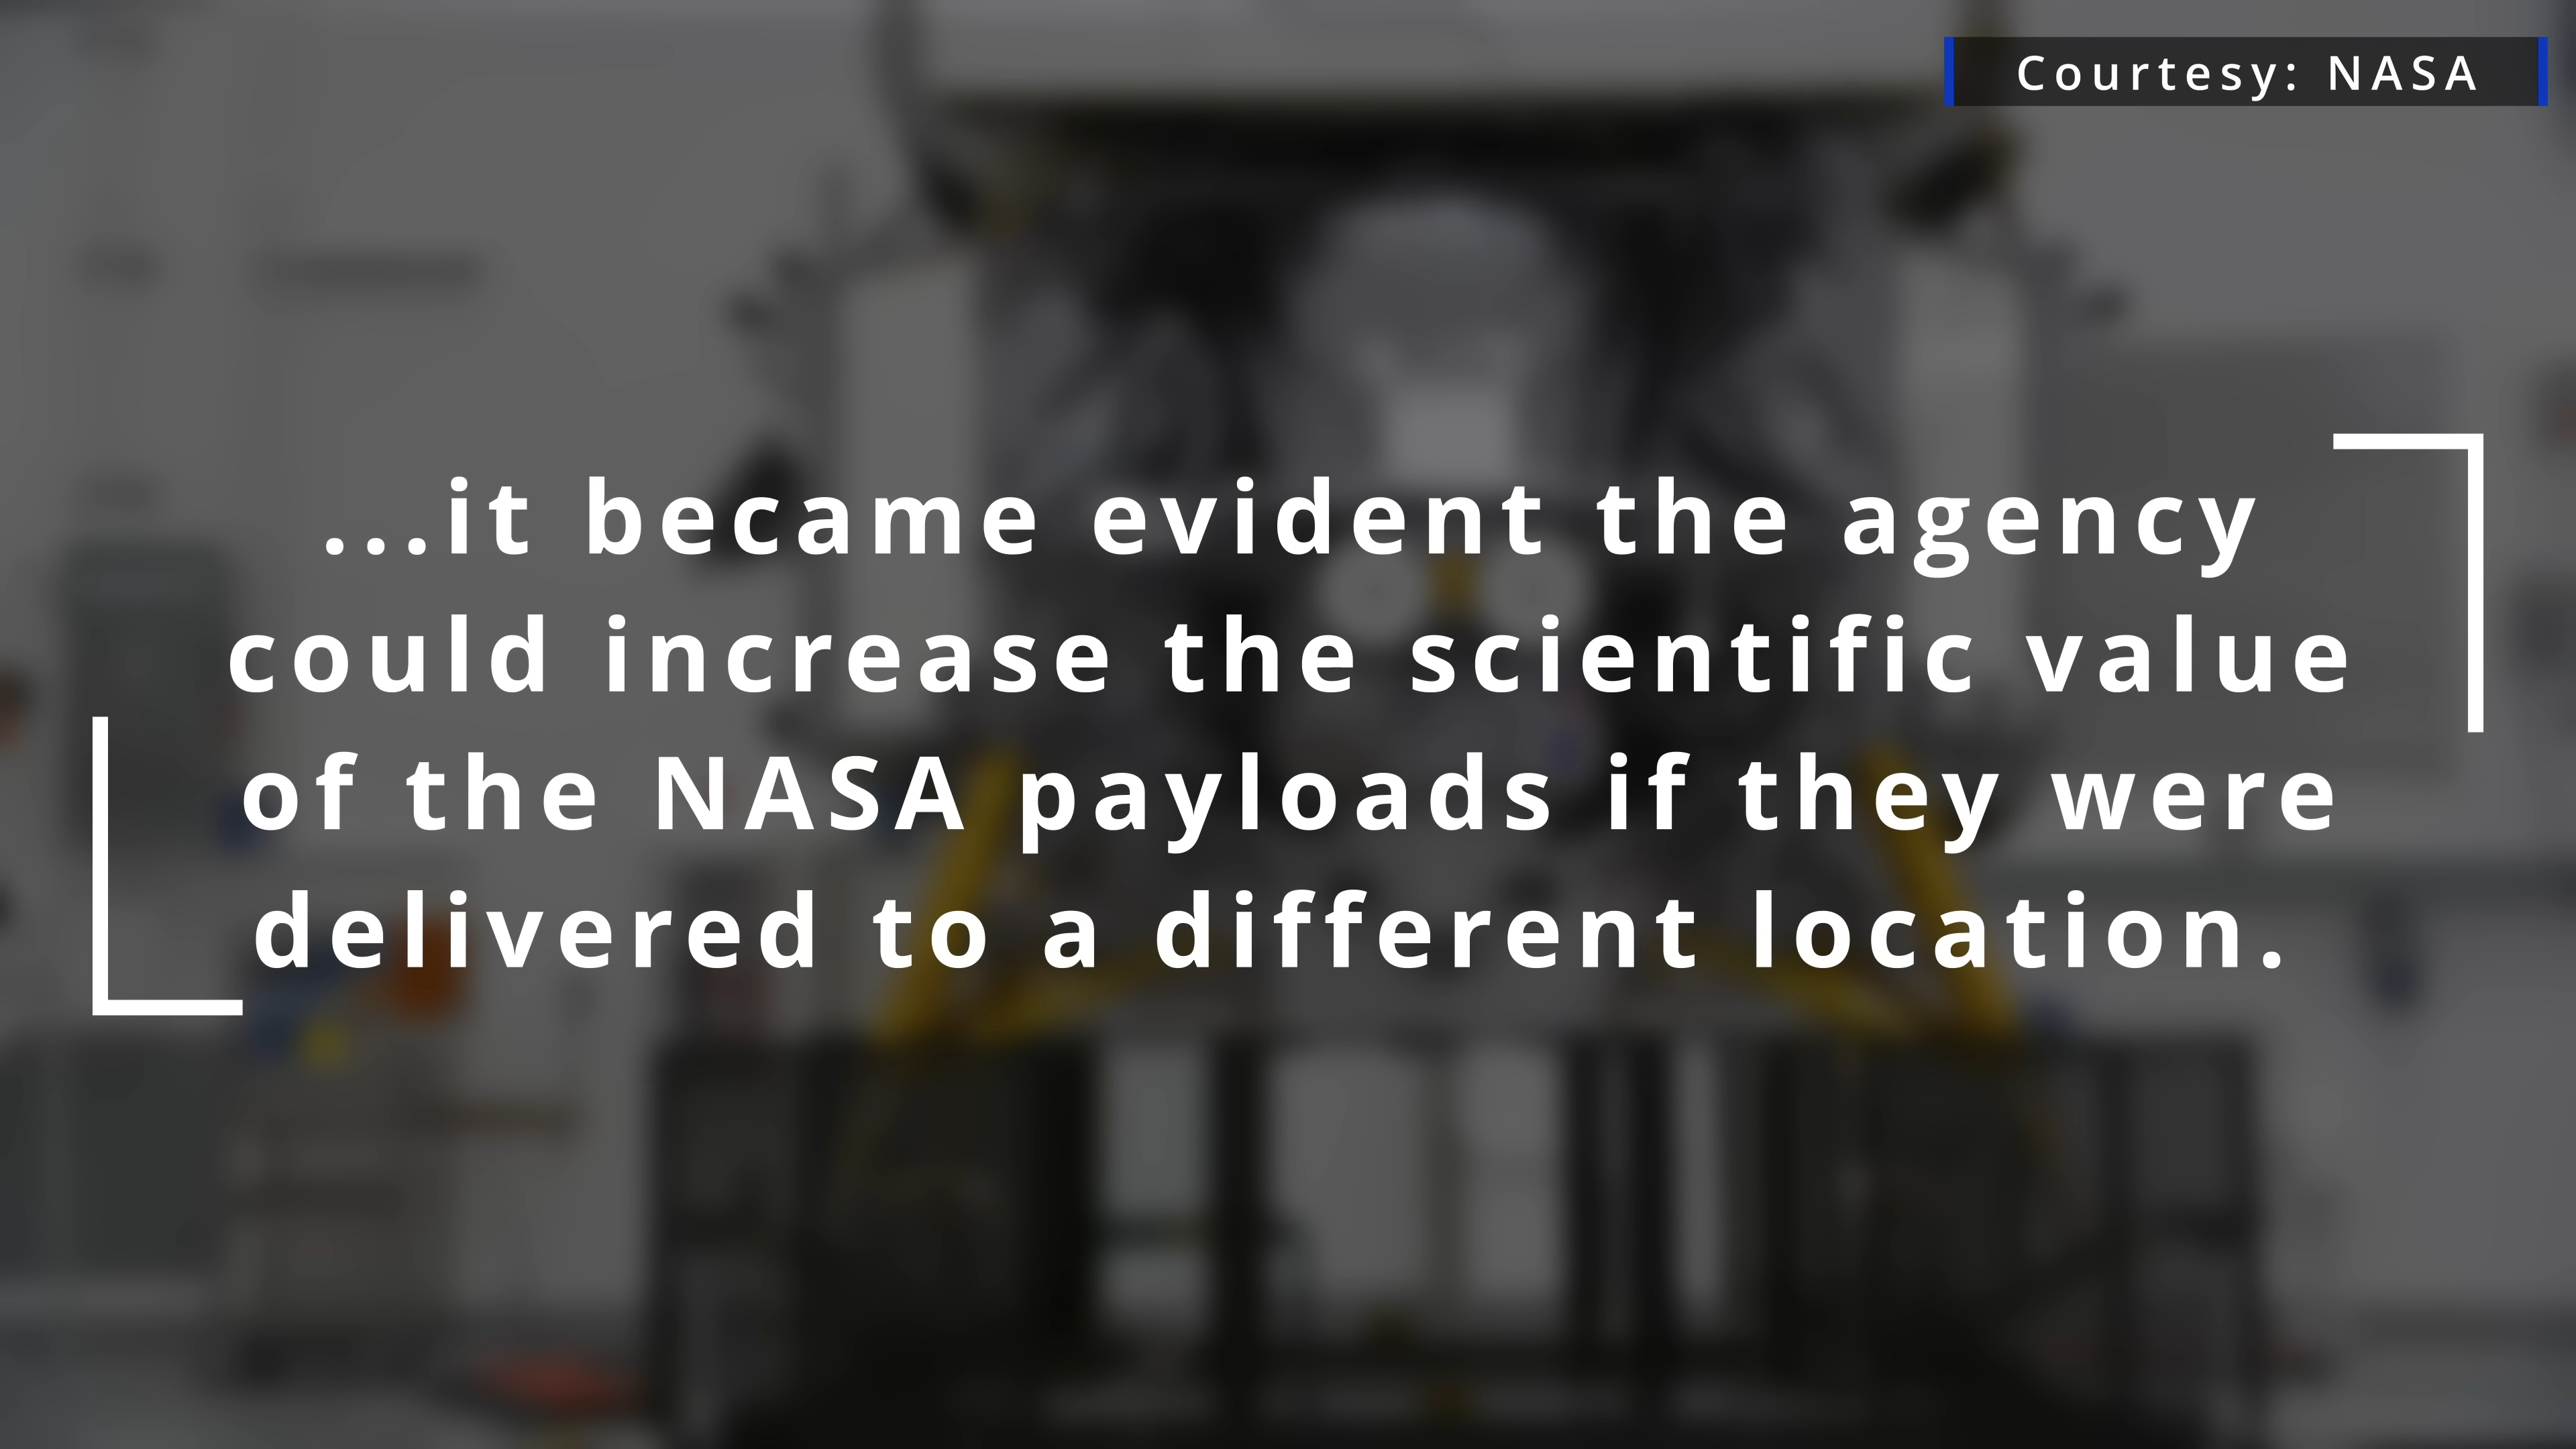 Courtesy: NASA
...it became evident the agency
could increase the scientific value
of the NASA payloads if they were
delivered to a different location.